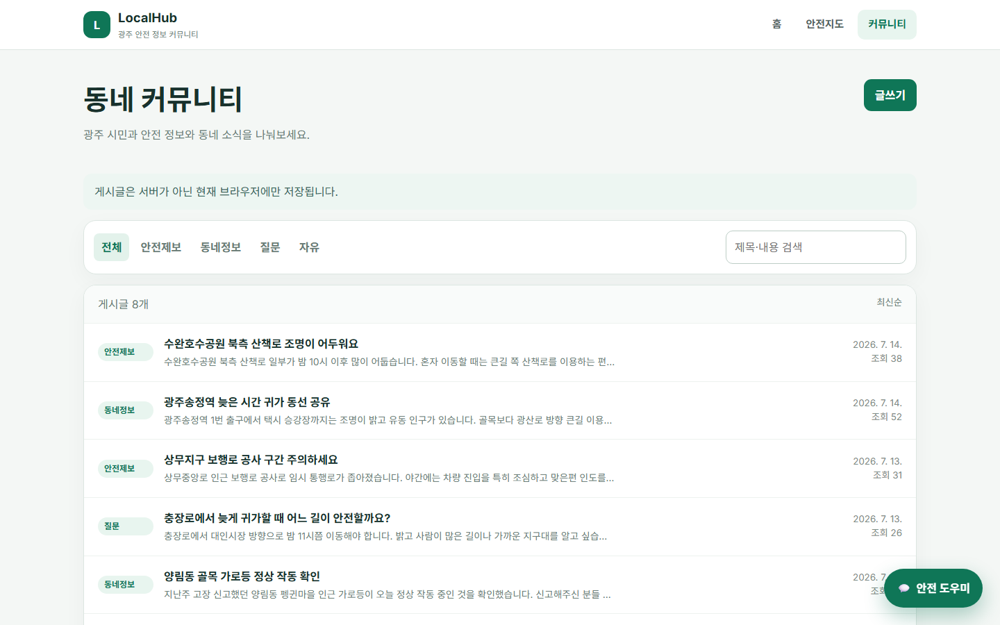 L
LocalHub
광주 안전 정보 커뮤니티
홈
안전지도
커뮤니티
동네 커뮤니티
글쓰기
광주 시민과 안전 정보와 동네 소식을 나눠보세요.
게시글은 서버가 아닌 현재 브라우저에만 저장됩니다.
전체
안전제보
동네정보
질문
자유
제목·내용 검색
게시글 8개
최신순
안전제보
수완호수공원 북측 산책로 조명이 어두워요
수완호수공원 북측 산책로 일부가 밤 10시 이후 많이 어둡습니다. 혼자 이동할 때는 큰길 쪽 산책로를 이용하는 편...
2026. 7. 14.
조회 38
동네정보
광주송정역 늦은 시간 귀가 동선 공유
광주송정역 1번 출구에서 택시 승강장까지는 조명이 밝고 유동 인구가 있습니다. 골목보다 광산로 방향 큰길 이용...
2026. 7. 14.
조회 52
안전제보
상무지구 보행로 공사 구간 주의하세요
상무중앙로 인근 보행로 공사로 임시 통행로가 좁아졌습니다. 야간에는 차량 진입을 특히 조심하고 맞은편 인도를...
2026. 7. 13.
조회 31
질문
충장로에서 늦게 귀가할 때 어느 길이 안전할까요?
충장로에서 대인시장 방향으로 밤 11시쯤 이동해야 합니다. 밝고 사람이 많은 길이나 가까운 지구대를 알고 싶습...
2026. 7. 13.
조회 26
동네정보
양림동 골목 가로등 정상 작동 확인
지난주 고장 신고했던 양림동 펭귄마을 인근 가로등이 오늘 정상 작동 중인 것을 확인했습니다. 신고해주신 분들 ...
2026. 7.
안전 도우미